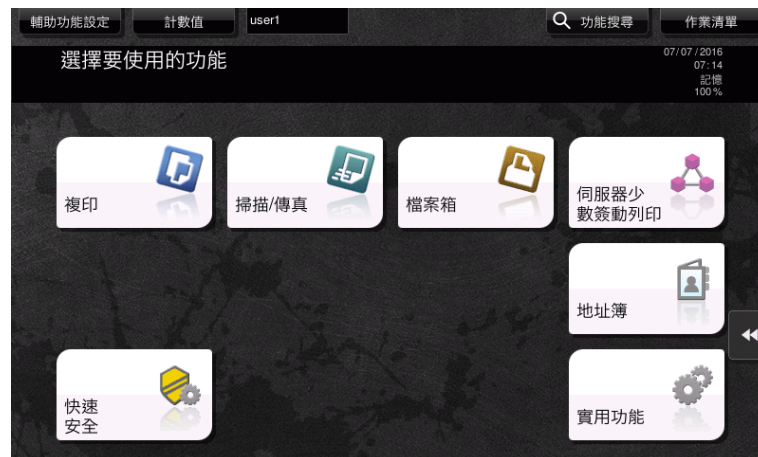 輔助功能設定
計數值
user1
功能搜尋
作業清單
選擇要使用的功能
07/07/2016
07:14
記憶
100%
複印
掃描/傳真
檔案箱
伺服器少
數簽動列印
地址簿
快速
安全
實用功能